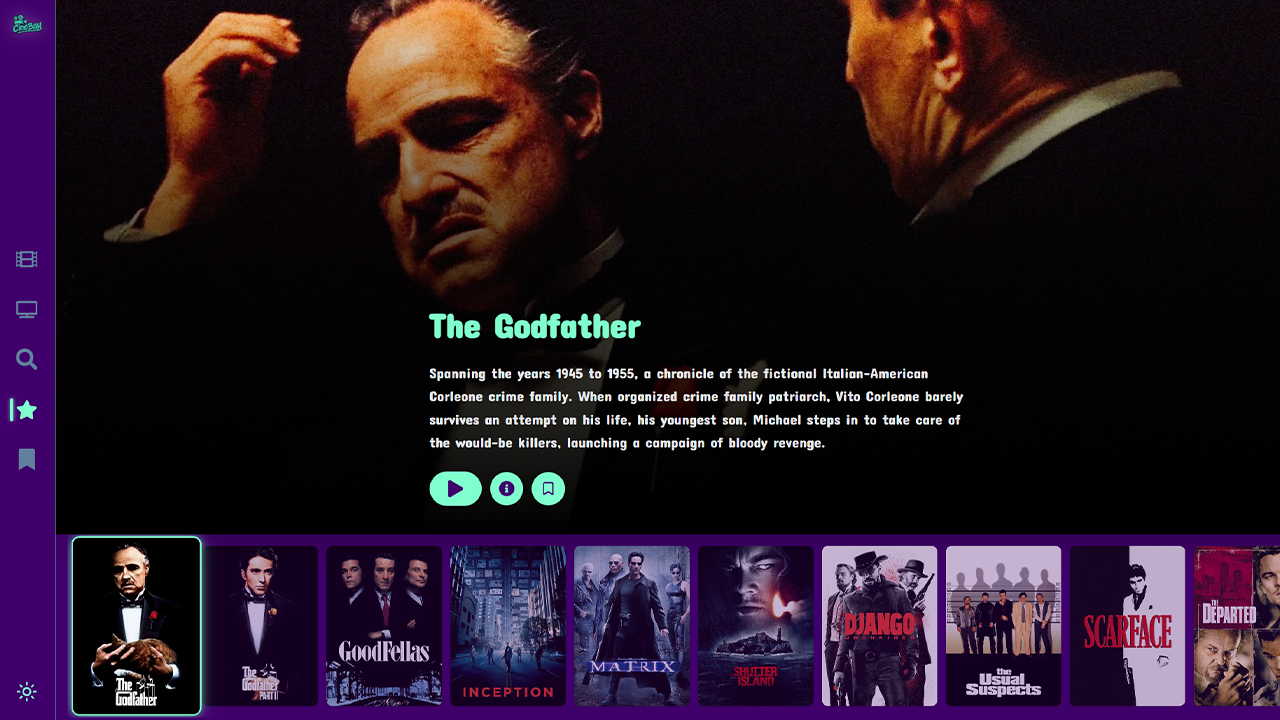 CineBay
The Godfather
Spanning the years 1945 to 1955, a chronicle of the fictional Italian-American
Corleone crime family. When organized crime family patriarch, Vito Corleone barely
survives an attempt on his life, his youngest son, Michael steps in to take care of
the would-be killers, launching a campaign of bloody revenge.
The
Godfather
The
Godfather
PART II
GoodFellas
INCEPTION
MATRIX
SHUTTER
ISLAND
DJANGO
UNCHAINED
the
Usual
Suspects
SCARFACE
THE
DEPARTED